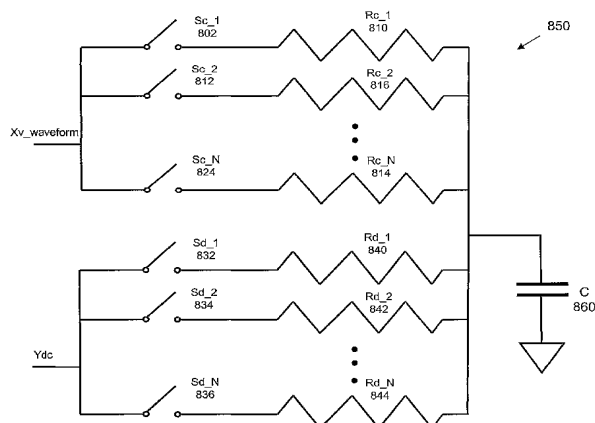 Sc_1
802
Rc_1
810
850
Sc_2
812
Rc_2
816
Xv_waveform
Sc_N
824
Rc_N
814
Sd_1
832
Rd_1
840
Sd_2
834
Rd_2
842
C
860
Ydc
Sd_N
836
Rd_N
844